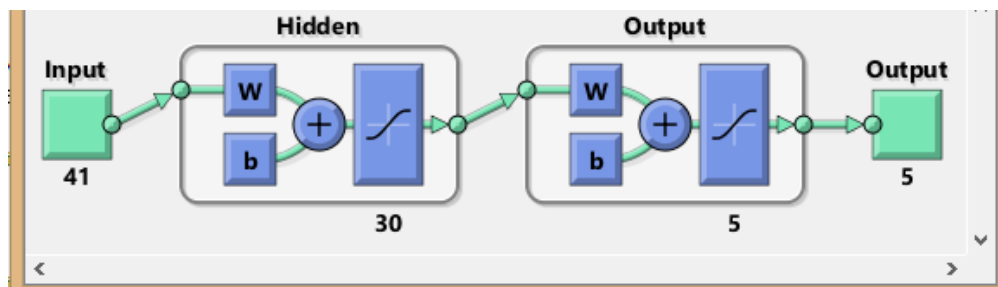 Hidden Output
Input Output
W W
+ +
b b
41 5
30 5